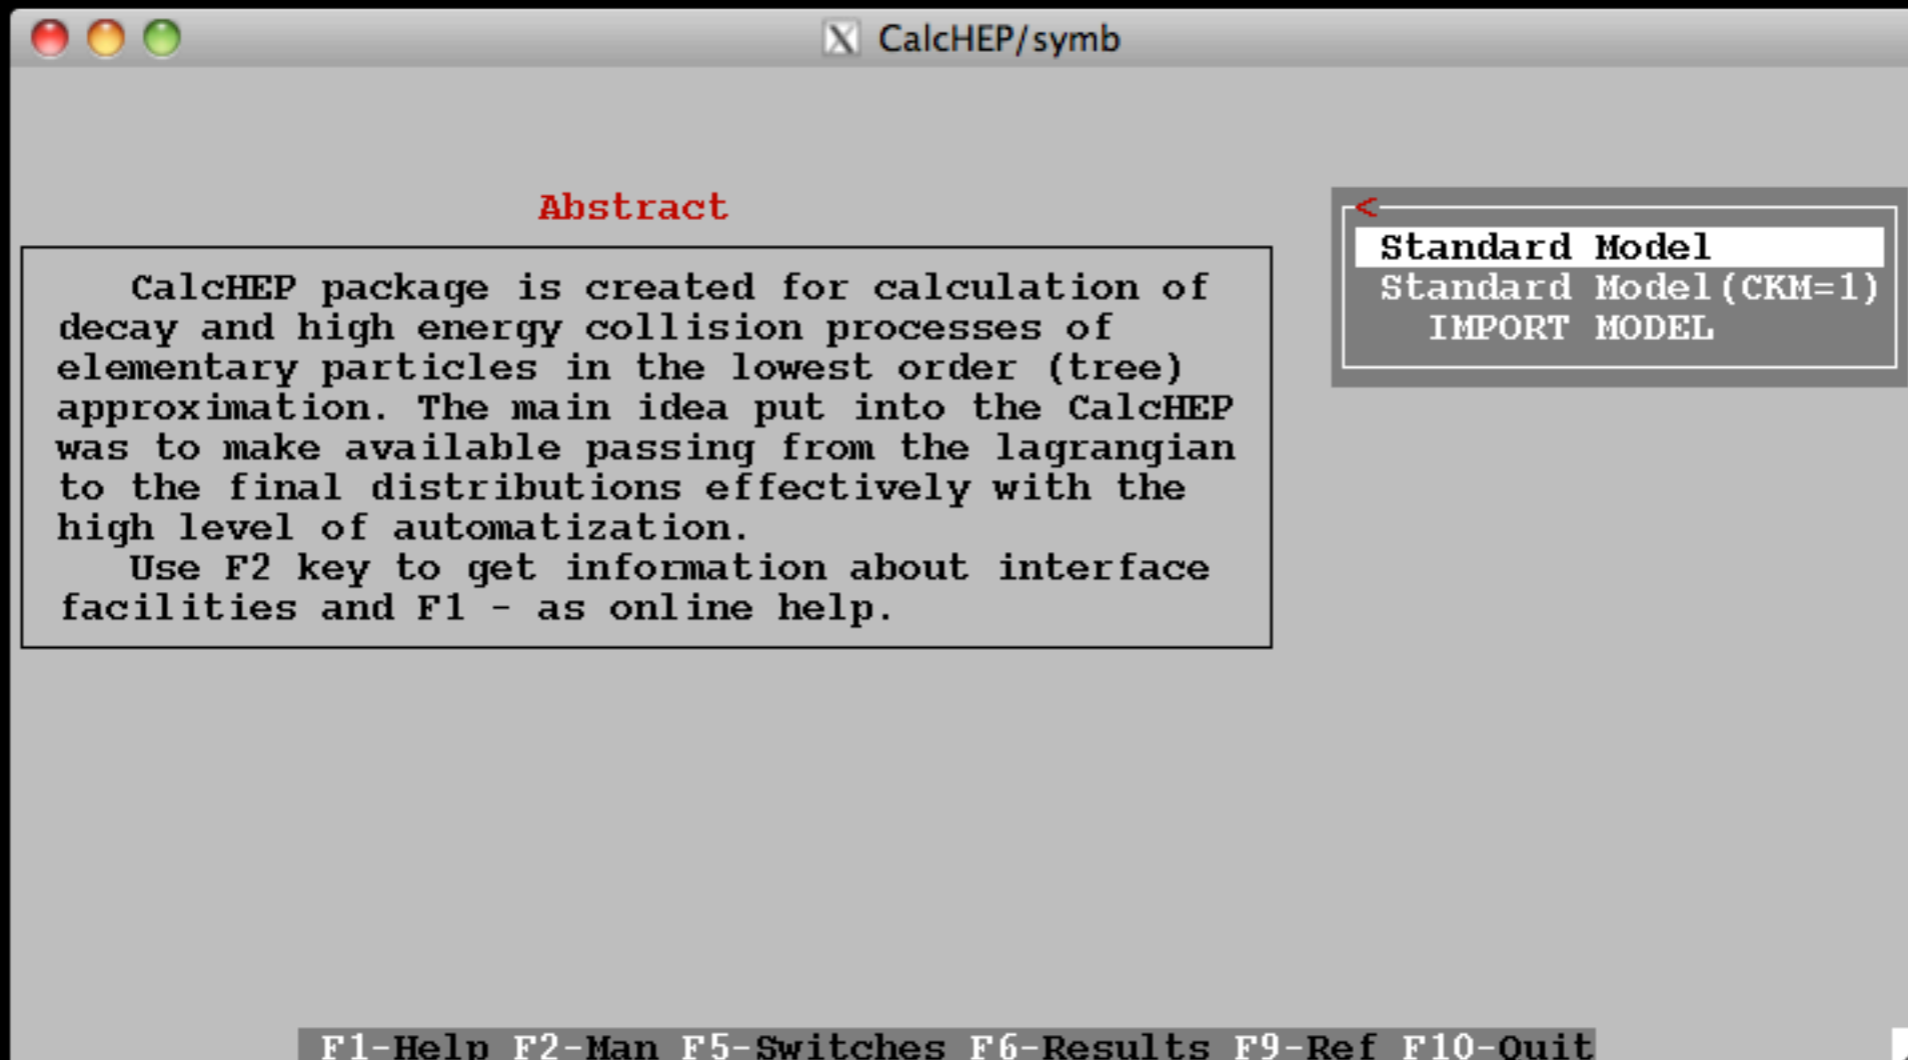 CalcHEP/symb
Abstract
CalcHEP package is created for calculation of
decay and high energy collision processes of
elementary particles in the lowest order (tree)
approximation. The main idea put into the CalcHEP
was to make available passing from the lagrangian
to the final distributions effectively with the
high level of automatization.
Use F2 key to get information about interface
facilities and F1 - as online help.
<
Standard Model
Standard Model(CKM=1)
IMPORT MODEL
F1-Help F2-Man F5-Switches F6-Results F9-Ref F10-Quit